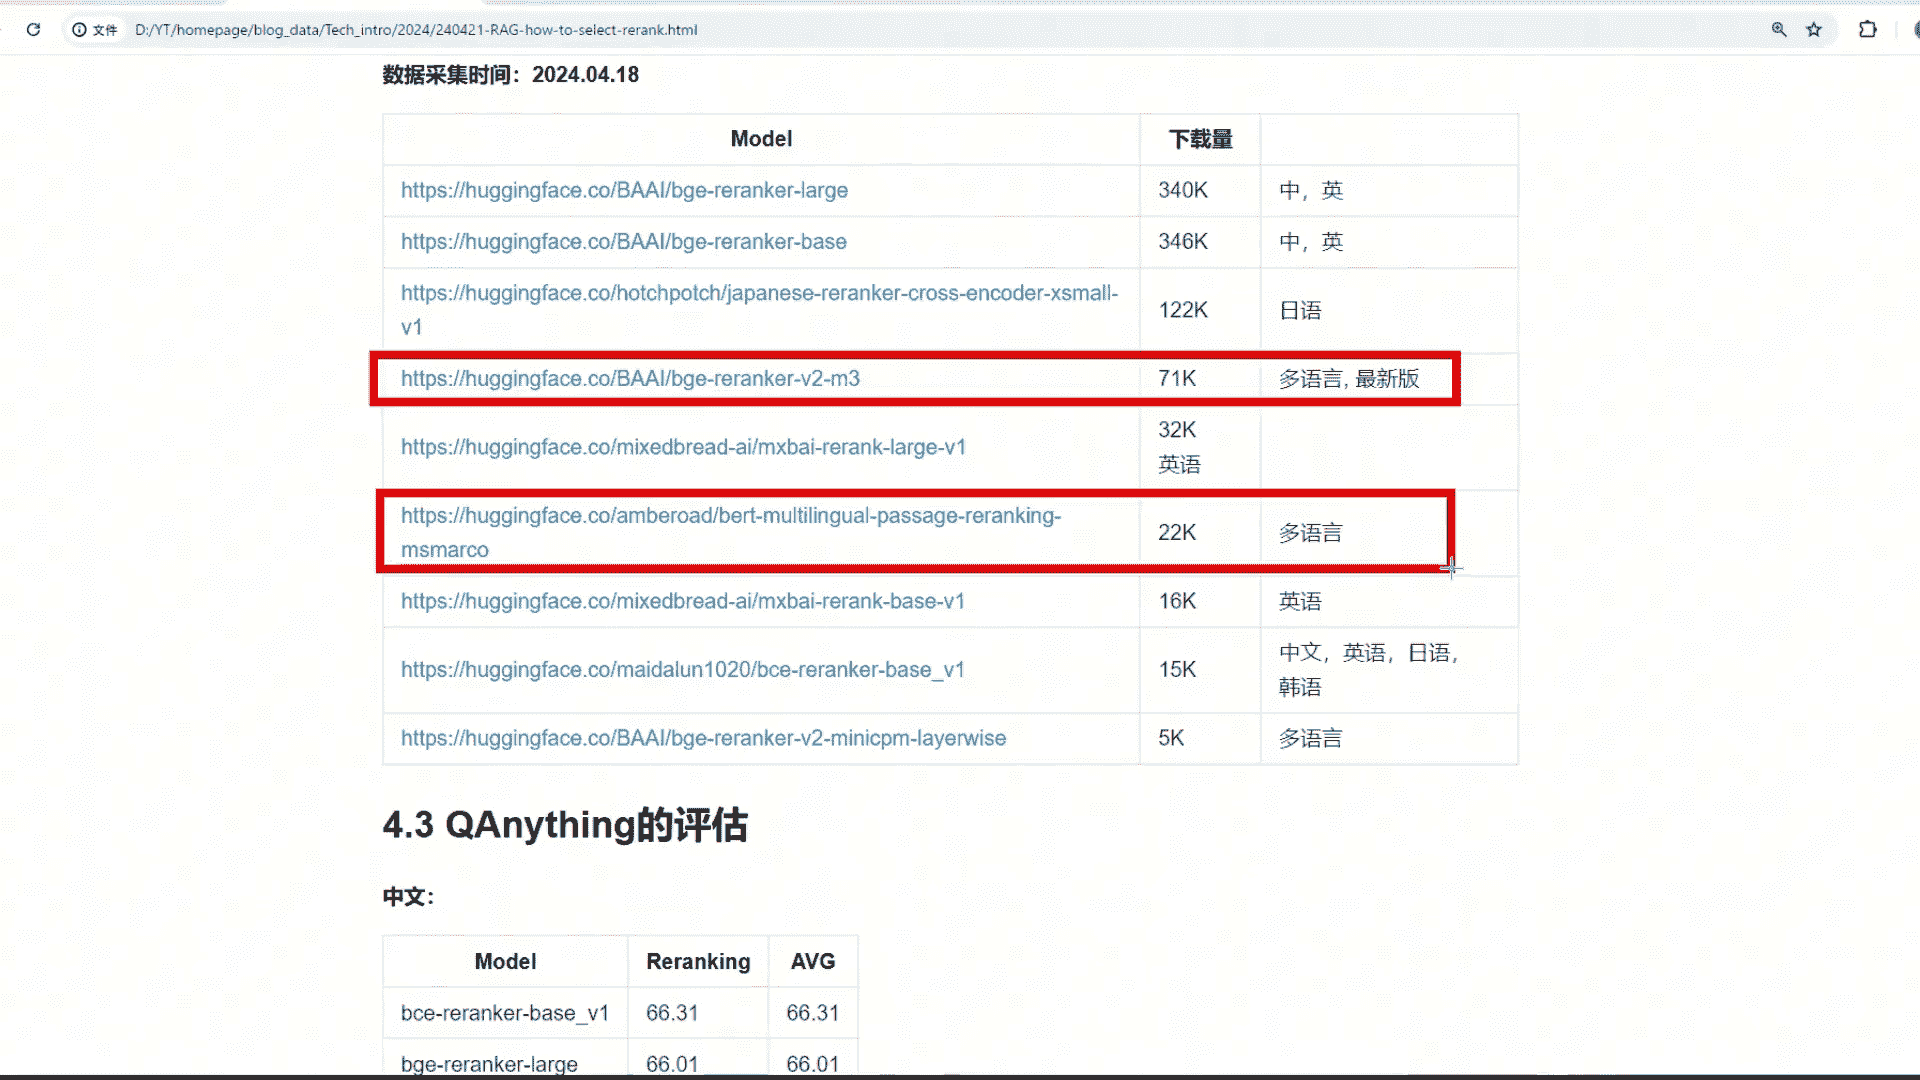 文件 D:/YT/homepage/blog_data/Tech_intro/2024/240421-RAG-how-to-select-rerank.html
数据采集时间：2024.04.18
Model 下载量
https://huggingface.co/BAAI/bge-reranker-large 340K 中，英
https://huggingface.co/BAAI/bge-reranker-base 346K 中，英
https://huggingface.co/hotchpotch/japanese-reranker-cross-encoder-xsmall-
v1 122K 日语
https://huggingface.co/BAAI/bge-reranker-v2-m3 71K 多语言, 最新版
https://huggingface.co/mixedbread-ai/mxbai-rerank-large-v1 32K
英语
https://huggingface.co/amberoad/bert-multilingual-passage-reranking-
msmarco 22K 多语言
https://huggingface.co/mixedbread-ai/mxbai-rerank-base-v1 16K 英语
https://huggingface.co/maidalun1020/bce-reranker-base_v1 15K 中文，英语，日语，
韩语
https://huggingface.co/BAAI/bge-reranker-v2-minicpm-layerwise 5K 多语言
4.3 QAnything的评估
中文：
Model Reranking AVG
bce-reranker-base_v1 66.31 66.31
bge-reranker-large 66.01 66.01